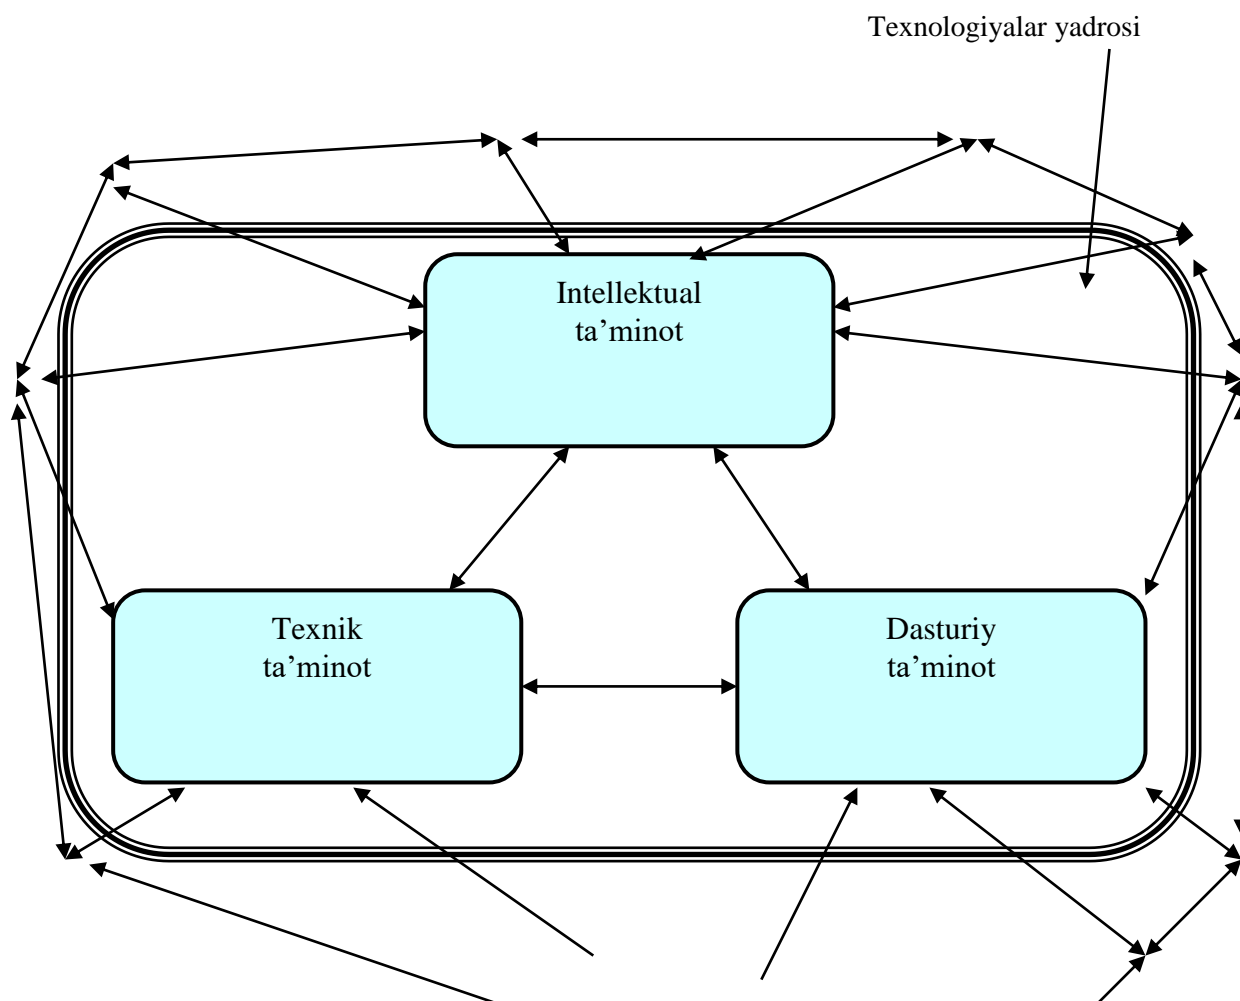 Texnologiyalar yadrosi
Intellektual
ta’minot
Texnik
ta’minot
Dasturiy
ta’minot